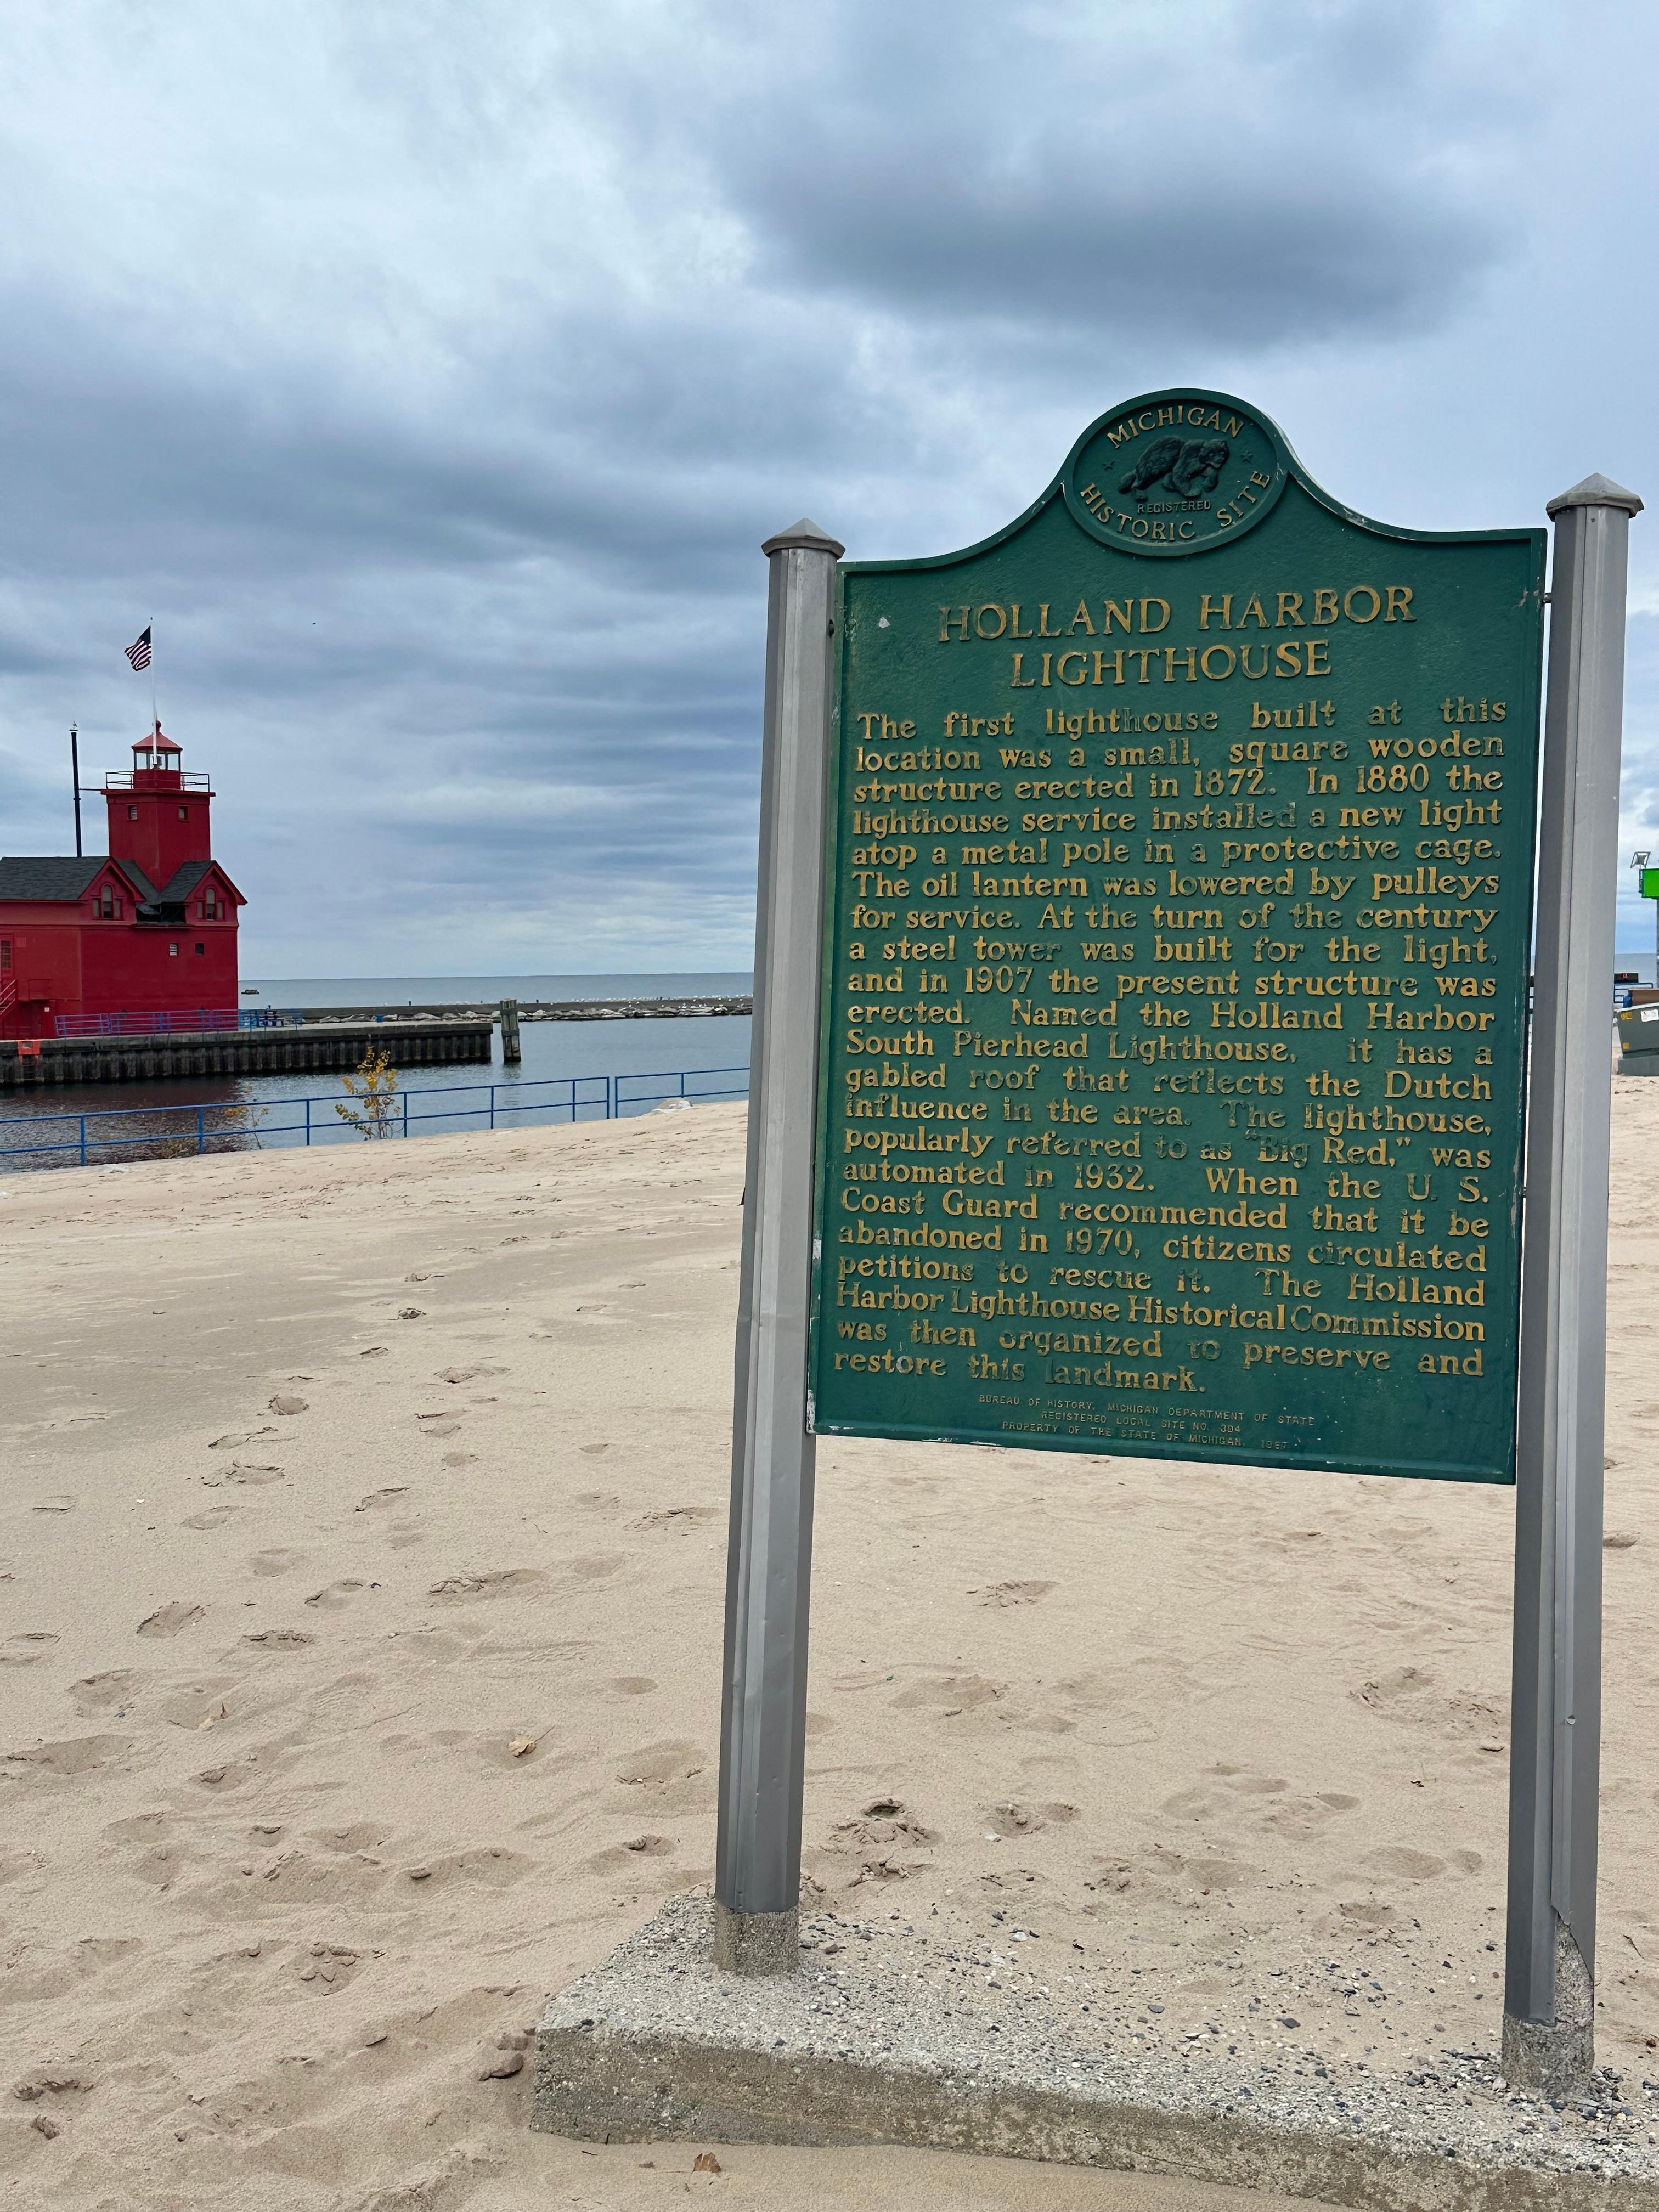 MICHIGAN
REGISTERED
HISTORIC SITE
HOLLAND HARBOR
LIGHTHOUSE
The first lighthouse built at this
location was a small, square wooden
structure erected in 1872. In 1880 the
lighthouse service installed a new light
atop a metal pole in a protective cage.
The oil lantern was lowered by pulleys
for service. At the turn of the century
a steel tower was built for the light,
and in 1907 the present structure was
erected. Named the Holland Harbor
South Pierhead Lighthouse, it has a
gabled roof that reflects the Dutch
influence in the area. The lighthouse,
popularly referred to as "Big Red," was
automated in 1932. When the U. S.
Coast Guard recommended that it be
abandoned in 1970, citizens circulated
petitions to rescue it. The Holland
Harbor Lighthouse Historical Commission
was then organized to preserve and
restore this landmark.
BUREAU OF HISTORY, MICHIGAN DEPARTMENT OF STATE
REGISTERED LOCAL SITE NO. 304
PROPERTY OF THE STATE OF MICHIGAN,